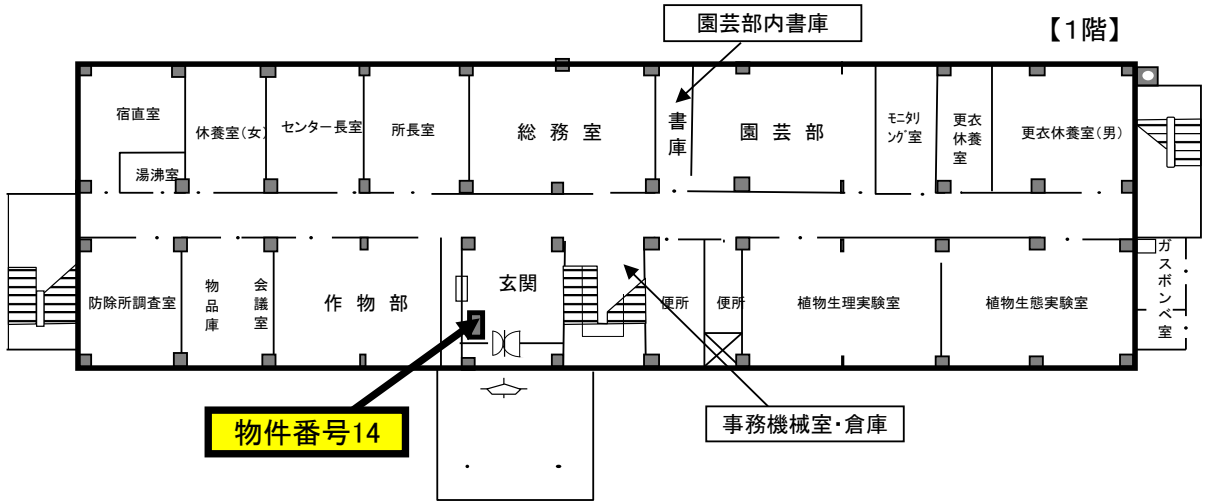 園芸部内書庫
【1階】
宿直室
湯沸室
休養室(女)
センター長室
所長室
総務室
書庫
園芸部
モニタリング室
更衣休養室
更衣休養室(男)
防除所調査室
物品庫
会議室
作物部
玄関
便所
便所
植物生理実験室
植物生態実験室
ガスボンベ室
物件番号14
事務機械室・倉庫